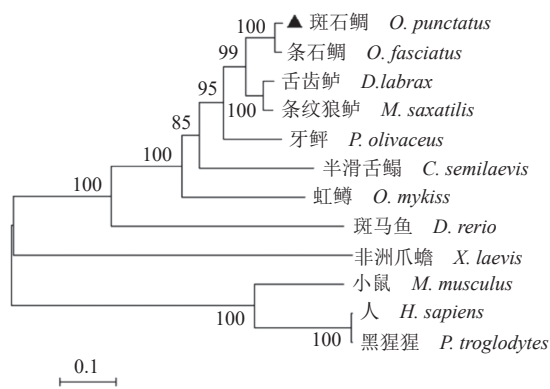 100 ▲ 斑石鲷 O. punctatus
99 条石鲷 O. fasciatus
95 舌齿鲈 D.labrax
100 条纹狼鲈 M. saxatilis
85 牙鲆 P. olivaceus
100 半滑舌鳎 C. semilaevis
100 虹鳟 O. mykiss
斑马鱼 D. rerio
非洲爪蟾 X. laevis
小鼠 M. musculus
100 人 H. sapiens
100 黑猩猩 P. troglodytes
0.1